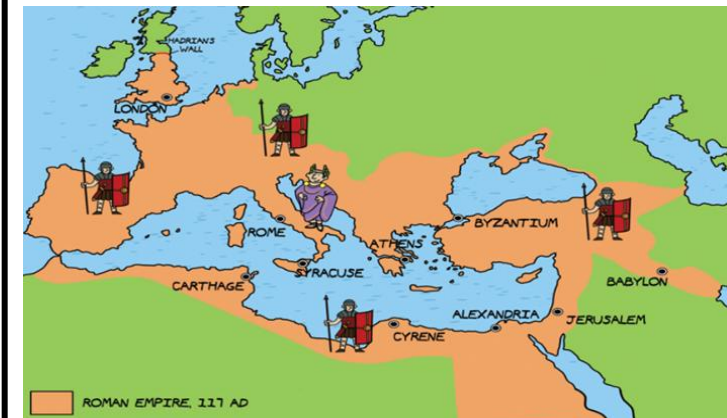 HADRIAN'S
WALL
LONDON
ROME
BYZANTIUM
ATHENS
CARTHAGE
SYRACUSE
BABYLON
ALEXANDRIA
JERUSALEM
CYRENE
ROMAN EMPIRE, 117 AD